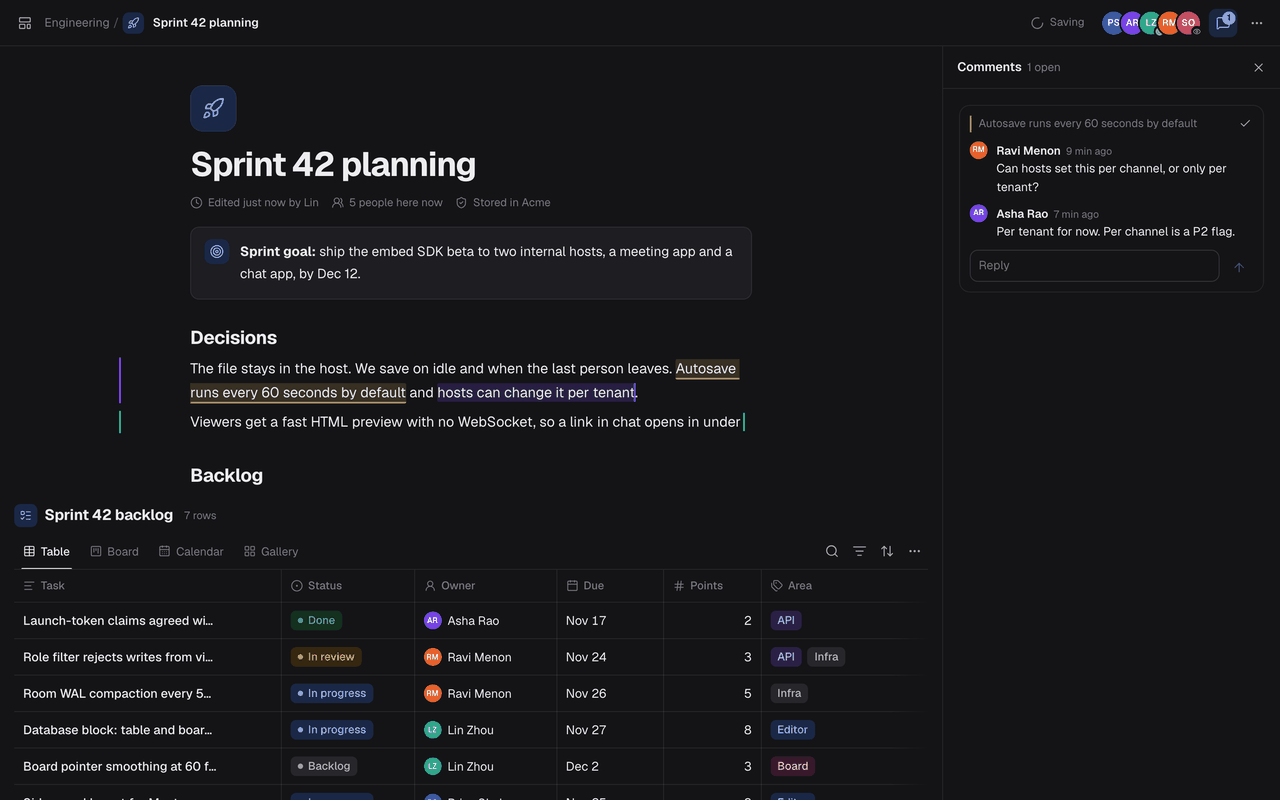 Engineering / Sprint 42 planning
Saving
PS AR LZ RM SO
1
Comments 1 open
Autosave runs every 60 seconds by default
RM Ravi Menon 9 min ago
Can hosts set this per channel, or only per
tenant?
AR Asha Rao 7 min ago
Per tenant for now. Per channel is a P2 flag.
Reply
Sprint 42 planning
Edited just now by Lin 5 people here now Stored in Acme
Sprint goal: ship the embed SDK beta to two internal hosts, a meeting app and a
chat app, by Dec 12.
Decisions
The file stays in the host. We save on idle and when the last person leaves. Autosave
runs every 60 seconds by default and hosts can change it per tenant.
Viewers get a fast HTML preview with no WebSocket, so a link in chat opens in under
Backlog
Sprint 42 backlog 7 rows
Table Board Calendar Gallery
Task Status Owner Due Points Area
Launch-token claims agreed wi... Done AR Asha Rao Nov 17 2 API
Role filter rejects writes from vi... In review RM Ravi Menon Nov 24 3 API Infra
Room WAL compaction every 5... In progress RM Ravi Menon Nov 26 5 Infra
Database block: table and boar... In progress LZ Lin Zhou Nov 27 8 Editor
Board pointer smoothing at 60 f... Backlog LZ Lin Zhou Dec 2 3 Board